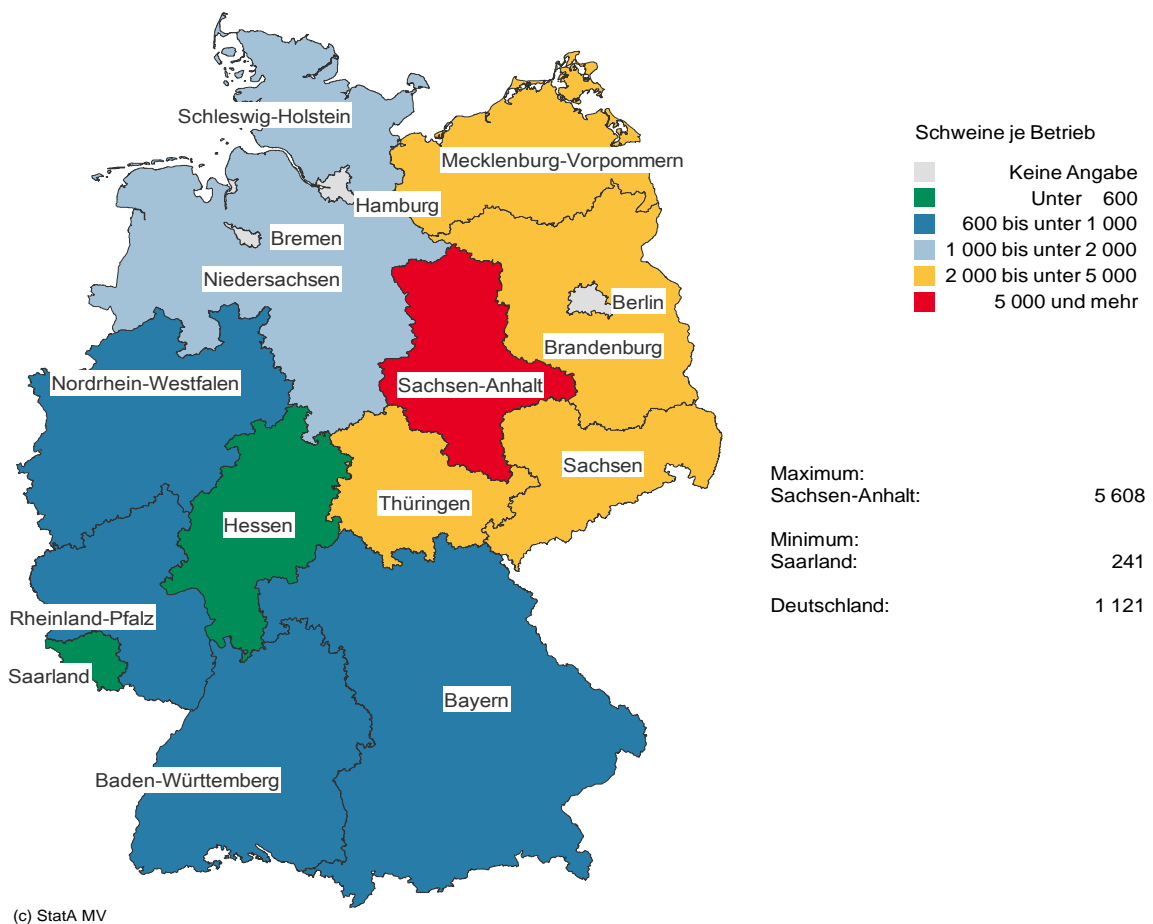 Schleswig-Holstein
Mecklenburg-Vorpommern
Hamburg
Bremen
Niedersachsen
Berlin
Brandenburg
Nordrhein-Westfalen
Sachsen-Anhalt
Sachsen
Thüringen
Hessen
Rheinland-Pfalz
Saarland
Bayern
Baden-Württemberg
Schweine je Betrieb
Keine Angabe
Unter 600
600 bis unter 1 000
1 000 bis unter 2 000
2 000 bis unter 5 000
5 000 und mehr
Maximum:
Sachsen-Anhalt: 5 608
Minimum:
Saarland: 241
Deutschland: 1 121
(c) StatA MV